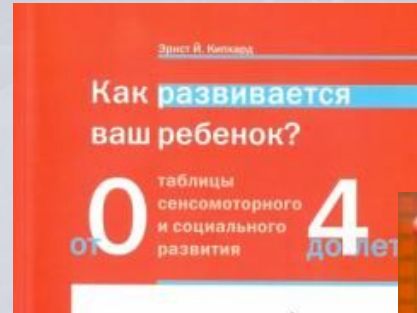 Эрнст Й. Кипхард
Как развивается
ваш ребенок?
таблицы
сенсомоторного
и социального
развития
от 0 до 4 лет